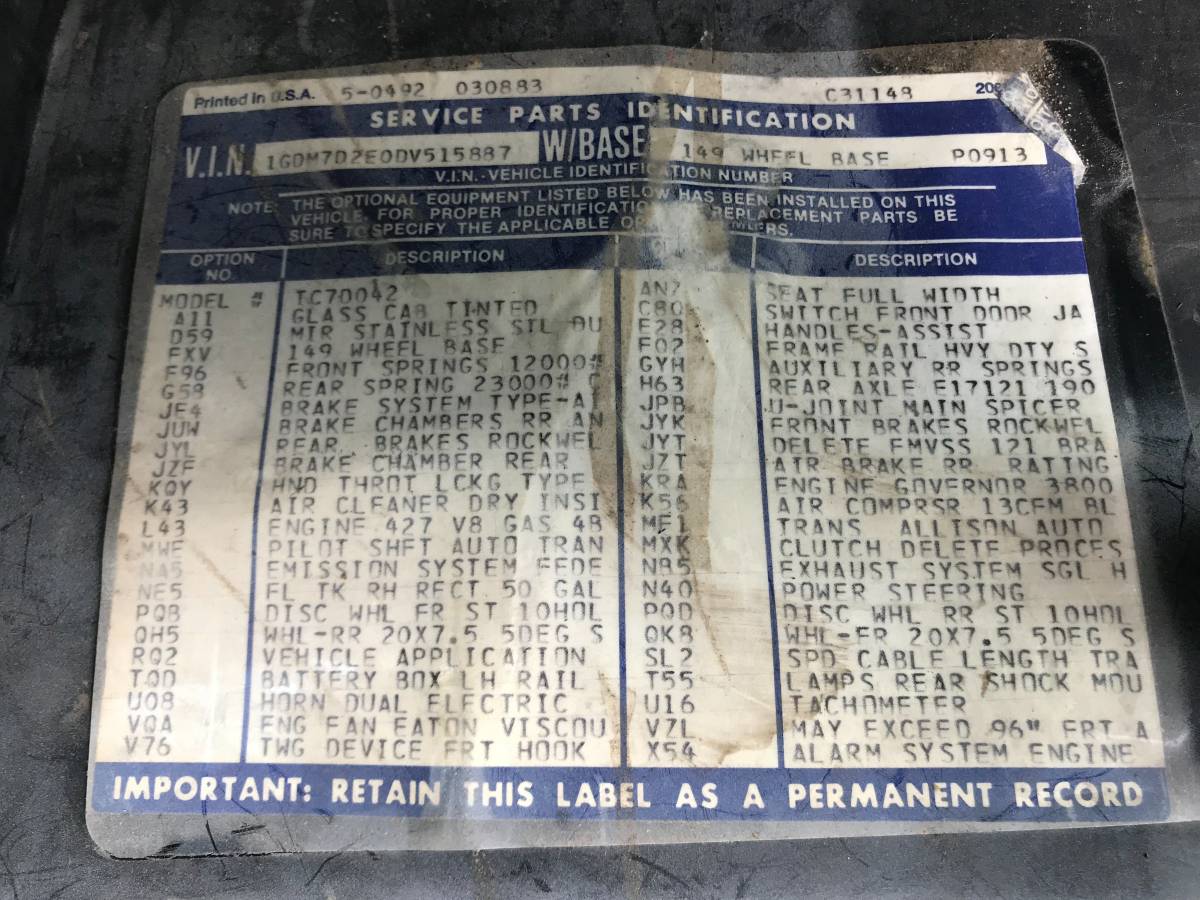 Printed in U.S.A. 5-0492 030883 C31148
SERVICE PARTS IDENTIFICATION
V.I.N. 1GDM7D2E0DV515887 W/BASE 149 WHEEL BASE P0913
V.I.N.-VEHICLE IDENTIFICATION NUMBER
NOTE: THE OPTIONAL EQUIPMENT LISTED BELOW HAS BEEN INSTALLED ON THIS
VEHICLE. FOR PROPER IDENTIFICATION REPLACEMENT PARTS BE
SURE TO SPECIFY THE APPLICABLE
OPTION NO. DESCRIPTION DESCRIPTION
MODEL # TC70042 AN2 SEAT FULL WIDTH
A11 GLASS CAB TINTED C80 SWITCH FRONT DOOR JA
D59 MIR STAINLESS STL DU E28 HANDLES-ASSIST
EXV 149 WHEEL BASE F02 FRAME RAIL HVY DTY S
F96 FRONT SPRINGS 12000# GYH AUXILIARY RR SPRINGS
G58 REAR SPRING 23000# C H63 REAR AXLE E17121 190
JE4 BRAKE SYSTEM TYPE-AI JPB U-JOINT MAIN SPICER
JUW BRAKE CHAMBERS RR AN JYK FRONT BRAKES ROCKWEL
JYL REAR BRAKES ROCKWEL JYT DELETE FMVSS 121 BRA
JZF BRAKE CHAMBER REAR JZT AIR BRAKE RR RATING
KQY HND THROT LCKG TYPE KRA ENGINE GOVERNOR 3800
K43 AIR CLEANER DRY INSI K56 AIR COMPRSR 13CFM BL
L43 ENGINE 427 V8 GAS 4B ME1 TRANS ALLISON AUTO
MWE PILOT SHFT AUTO TRAN MXK CLUTCH DELETE PROCES
NA5 EMISSION SYSTEM FEDE N85 EXHAUST SYSTEM SGL H
NE5 FL TK RH RECT 50 GAL N40 POWER STEERING
PQB DISC WHL FR ST 10HOL PQD DISC WHL RR ST 10HOL
QH5 WHL-RR 20X7.5 5DEG S QK8 WHL-FR 20X7.5 5DEG S
RQ2 VEHICLE APPLICATION SL2 SPD CABLE LENGTH TRA
TQD BATTERY BOX LH RAIL T55 LAMPS REAR SHOCK MOU
U08 HORN DUAL ELECTRIC U16 TACHOMETER
VQA ENG FAN EATON VISCOU VZL MAY EXCEED 96" FRT A
V76 TWG DEVICE FRT HOOK X54 ALARM SYSTEM ENGINE
IMPORTANT: RETAIN THIS LABEL AS A PERMANENT RECORD